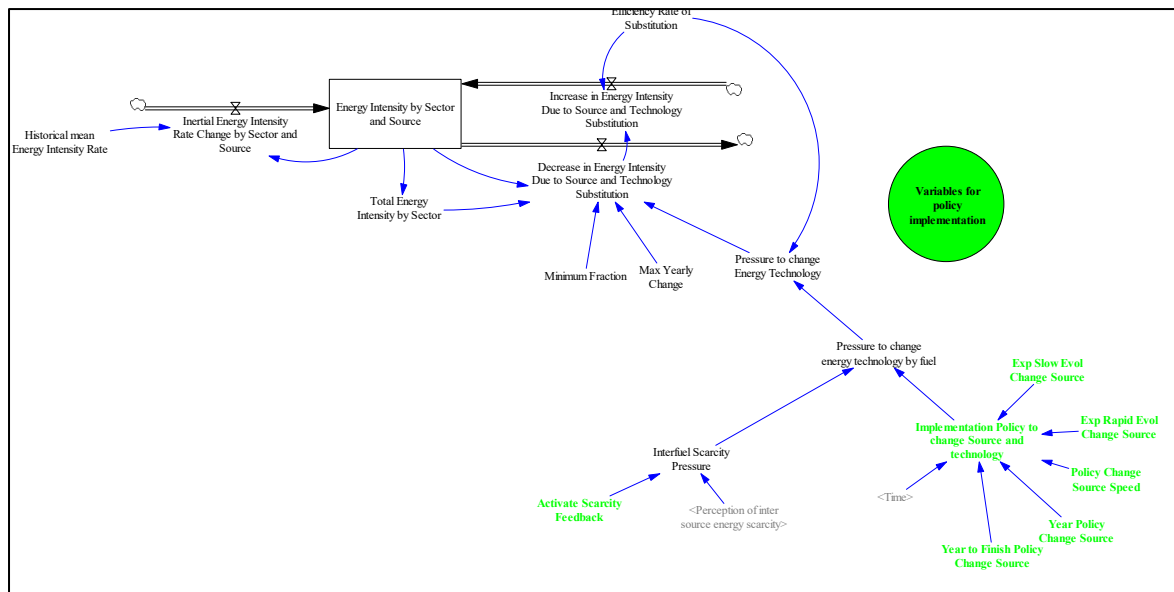 Efficiency Rate of
Substitution
Energy Intensity by Sector
and Source
Increase in Energy Intensity
Due to Source and Technology
Substitution
Inertial Energy Intensity
Rate Change by Sector and
Source
Historical mean
Energy Intensity Rate
Decrease in Energy Intensity
Due to Source and Technology
Substitution
Total Energy
Intensity by Sector
Variables for
policy
implementation
Minimum Fraction
Max Yearly
Change
Pressure to change
Energy Technology
Pressure to change
energy technology by fuel
Exp Slow Evol
Change Source
Implementation Policy to
change Source and
technology
Exp Rapid Evol
Change Source
Interfuel Scarcity
Pressure
Policy Change
Source Speed
Activate Scarcity
Feedback
<Perception of inter
source energy scarcity>
<Time>
Year Policy
Change Source
Year to Finish Policy
Change Source